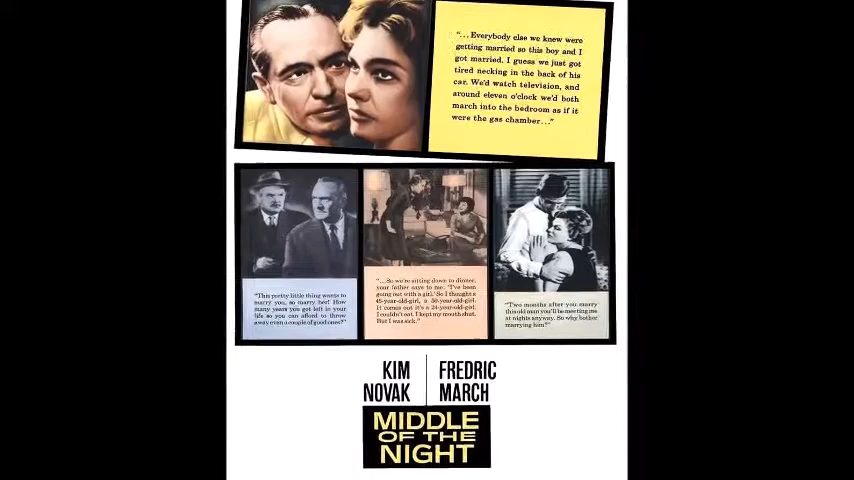 "...Everybody else we knew were
getting married so this boy and I
got married. I guess we just got
tired necking in the back of his
car. We'd watch television, and
around eleven o'clock we'd both
march into the bedroom as if it
were the gas chamber..."
"This pretty little thing wants to
marry you, so marry her! How
many years you got left in your
life so you can afford to throw
away even a couple of good ones?"
"...So we're sitting down to dinner,
your father says to me, 'I've been
going out with a girl.' So I thought a
45-year-old-girl, a 50-year-old-girl.
It comes out it's a 24-year-old-girl.
I couldn't eat. I kept my mouth shut.
But I was sick."
"Two months after you marry
this old man you'll be meeting me
at nights anyway. So why bother
marrying him?"
KIM
NOVAK
FREDRIC
MARCH
MIDDLE
OF THE
NIGHT